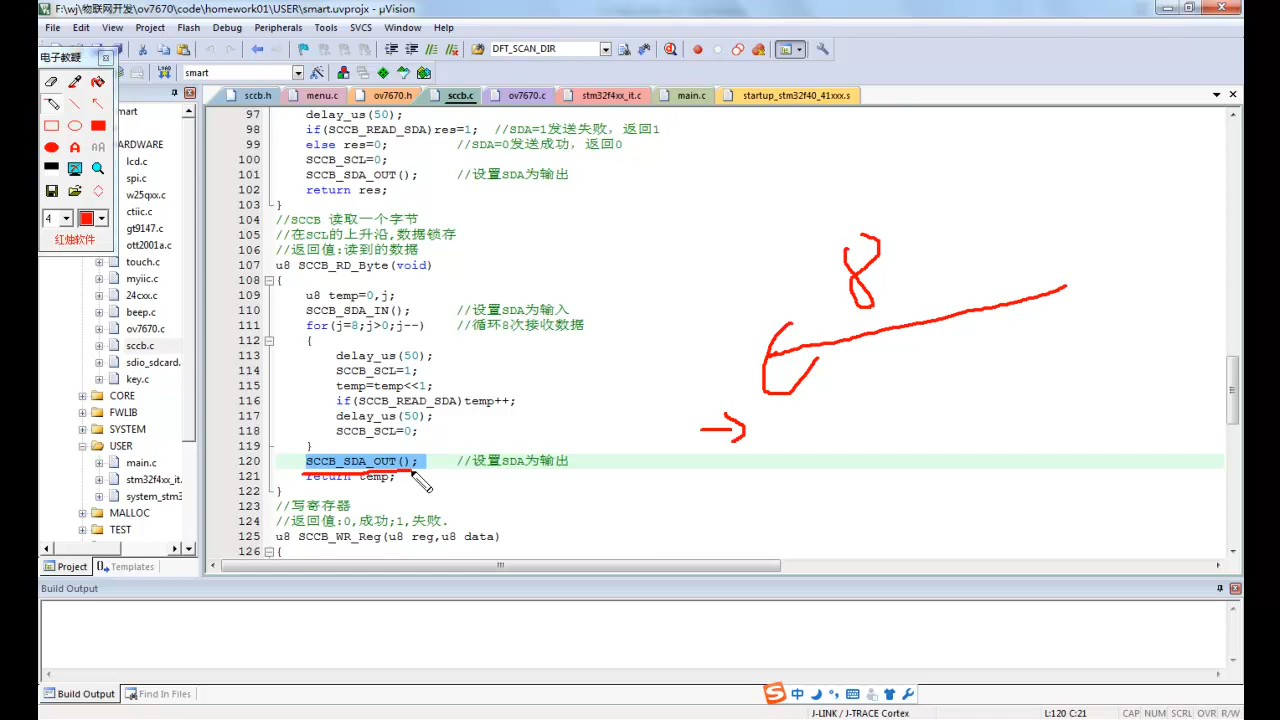 F:\wj\物联网开发\ov7670\code\homework01\USER\smart.uvprojx - µVision
File Edit View Project Flash Debug Peripherals Tools SVCS Window Help
DFT_SCAN_DIR
电子教鞭
smart
sccb.h menu.c ov7670.h sccb.c ov7670.c stm32f4xx_it.c main.c startup_stm32f40_41xxx.s
97 delay_us(50);
98 if(SCCB_READ_SDA)res=1; //SDA=1发送失败，返回1
99 else res=0; //SDA=0发送成功，返回0
100 SCCB_SCL=0;
101 SCCB_SDA_OUT(); //设置SDA为输出
102 return res;
103 }
104 //SCCB 读取一个字节
105 //在SCL的上升沿,数据锁存
106 //返回值:读到的数据
107 u8 SCCB_RD_Byte(void)
108 {
109 u8 temp=0,j;
110 SCCB_SDA_IN(); //设置SDA为输入
111 for(j=8;j>0;j--) //循环8次接收数据
112 {
113 delay_us(50);
114 SCCB_SCL=1;
115 temp=temp<<1;
116 if(SCCB_READ_SDA)temp++;
117 delay_us(50);
118 SCCB_SCL=0;
119 }
120 SCCB_SDA_OUT(); //设置SDA为输出
121 return temp;
122 }
123 //写寄存器
124 //返回值:0,成功;1,失败.
125 u8 SCCB_WR_Reg(u8 reg,u8 data)
126 {
8
4
红烛软件
mart
ARDWARE
lcd.c
spi.c
w25qxx.c
ctiic.c
gt9147.c
ott2001a.c
touch.c
myiic.c
24cxx.c
beep.c
ov7670.c
sccb.c
sdio_sdcard.
key.c
CORE
FWLIB
SYSTEM
USER
main.c
stm32f4xx_it.
system_stm3
MALLOC
TEST
Project Templates
Build Output
Build Output Find In Files
中
J-LINK / J-TRACE Cortex L:120 C:21 CAP NUM SCRL OVR R/W